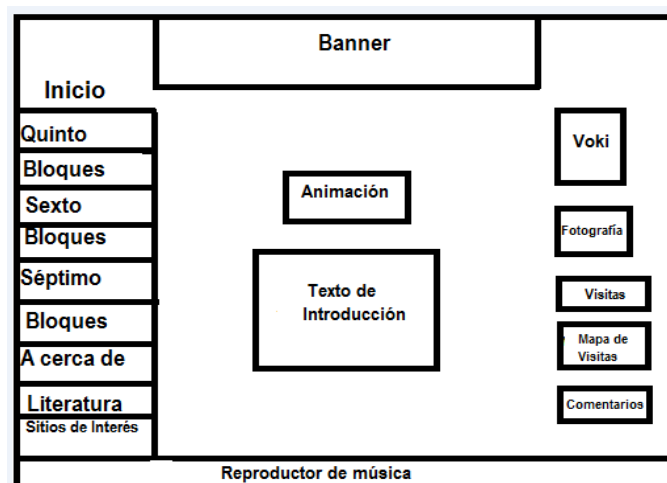 Banner
Inicio
Quinto
Bloques
Sexto
Bloques
Séptimo
Bloques
A cerca de
Literatura
Sitios de Interés
Animación
Texto de
Introducción
Voki
Fotografía
Visitas
Mapa de
Visitas
Comentarios
Reproductor de música